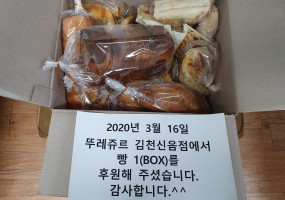 2020년 3월 16일
뚜레쥬르 김천신음점에서
빵 1(BOX)를
후원해 주셨습니다.
감사합니다.^^